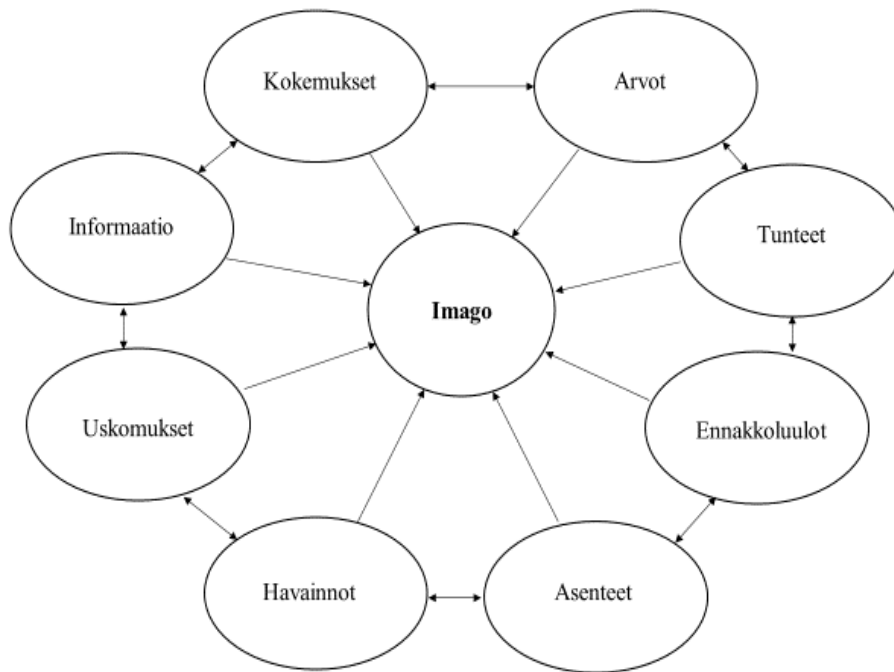 Kokemukset
Arvot
Informaatio
Tunteet
Imago
Uskomukset
Ennakkoluulot
Havainnot
Asenteet